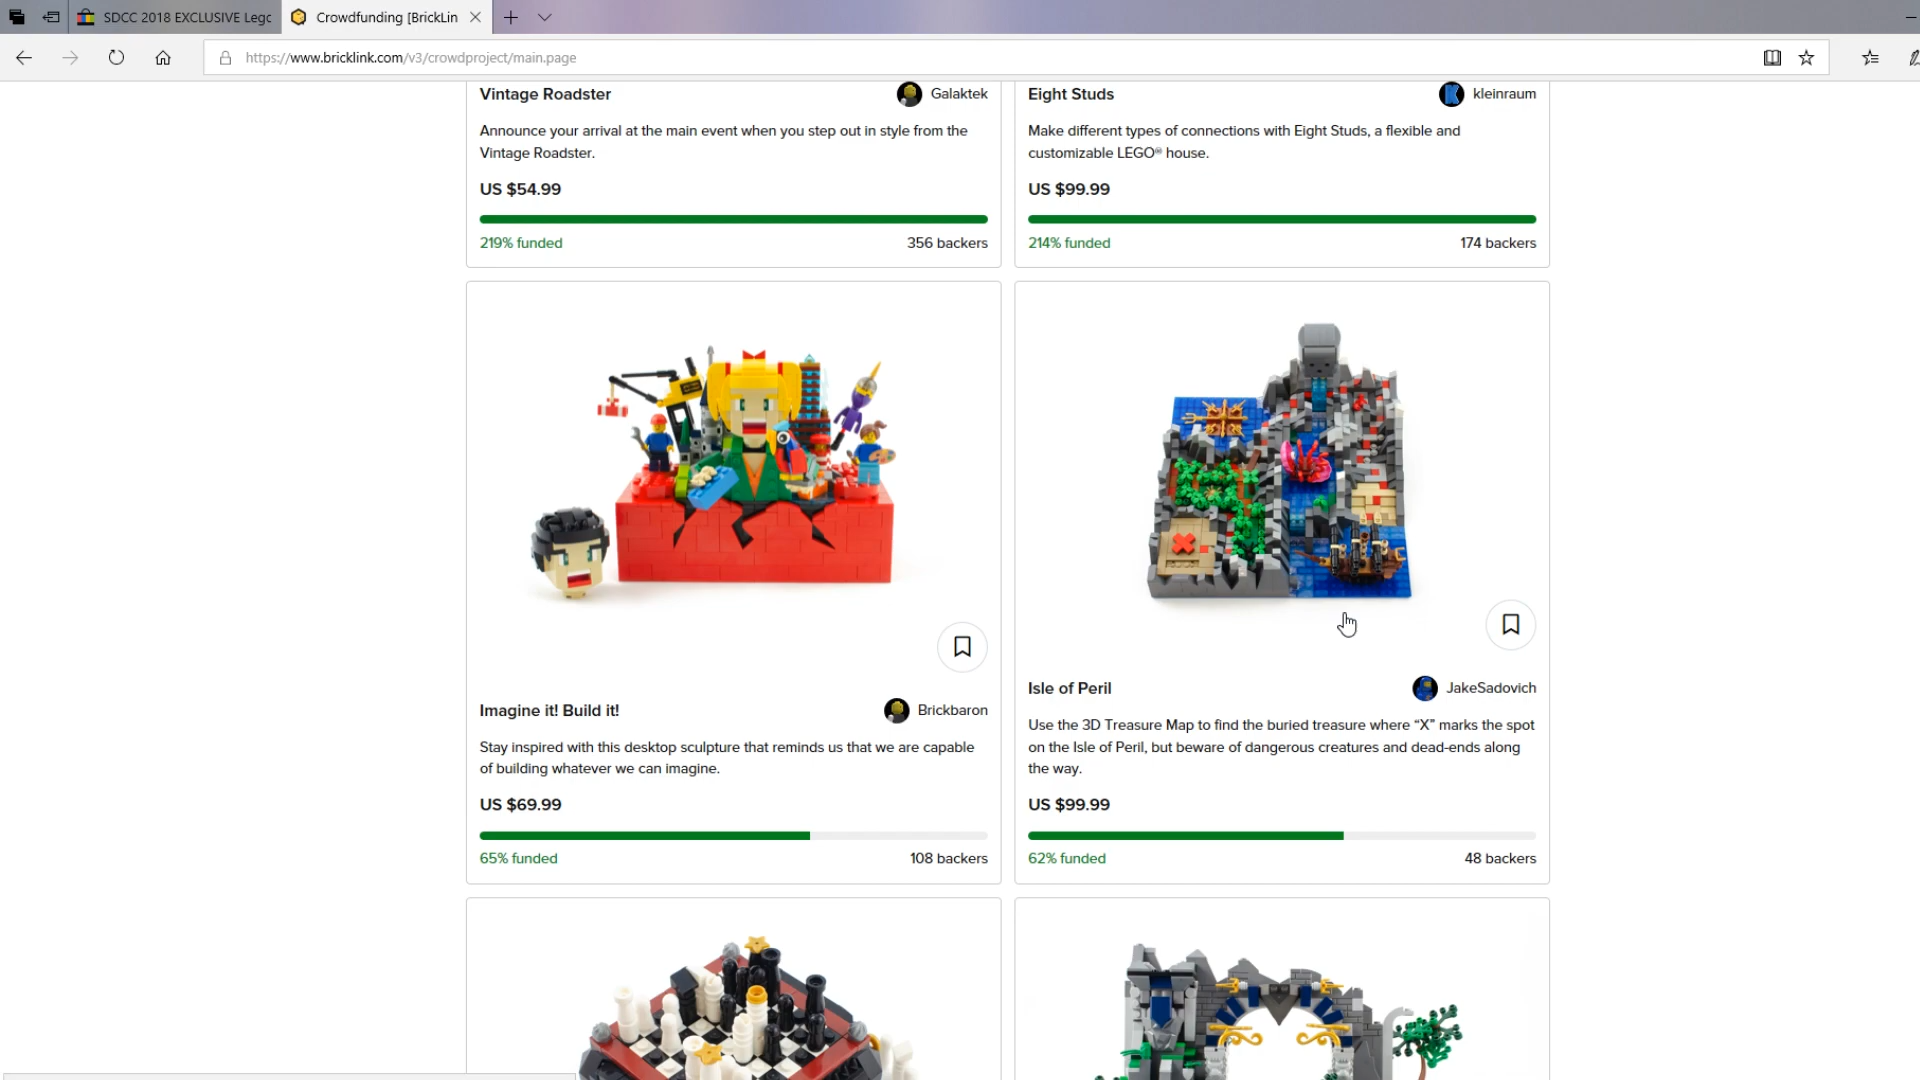 SDCC 2018 EXCLUSIVE Lego
Crowdfunding [BrickLin
https://www.bricklink.com/v3/crowdproject/main.page
Vintage Roadster
Galaktek
Announce your arrival at the main event when you step out in style from the
Vintage Roadster.
US $54.99
219% funded
356 backers
Eight Studs
kleinraum
Make different types of connections with Eight Studs, a flexible and
customizable LEGO® house.
US $99.99
214% funded
174 backers
Imagine it! Build it!
Brickbaron
Stay inspired with this desktop sculpture that reminds us that we are capable
of building whatever we can imagine.
US $69.99
65% funded
108 backers
Isle of Peril
JakeSadovich
Use the 3D Treasure Map to find the buried treasure where “X” marks the spot
on the Isle of Peril, but beware of dangerous creatures and dead-ends along
the way.
US $99.99
62% funded
48 backers